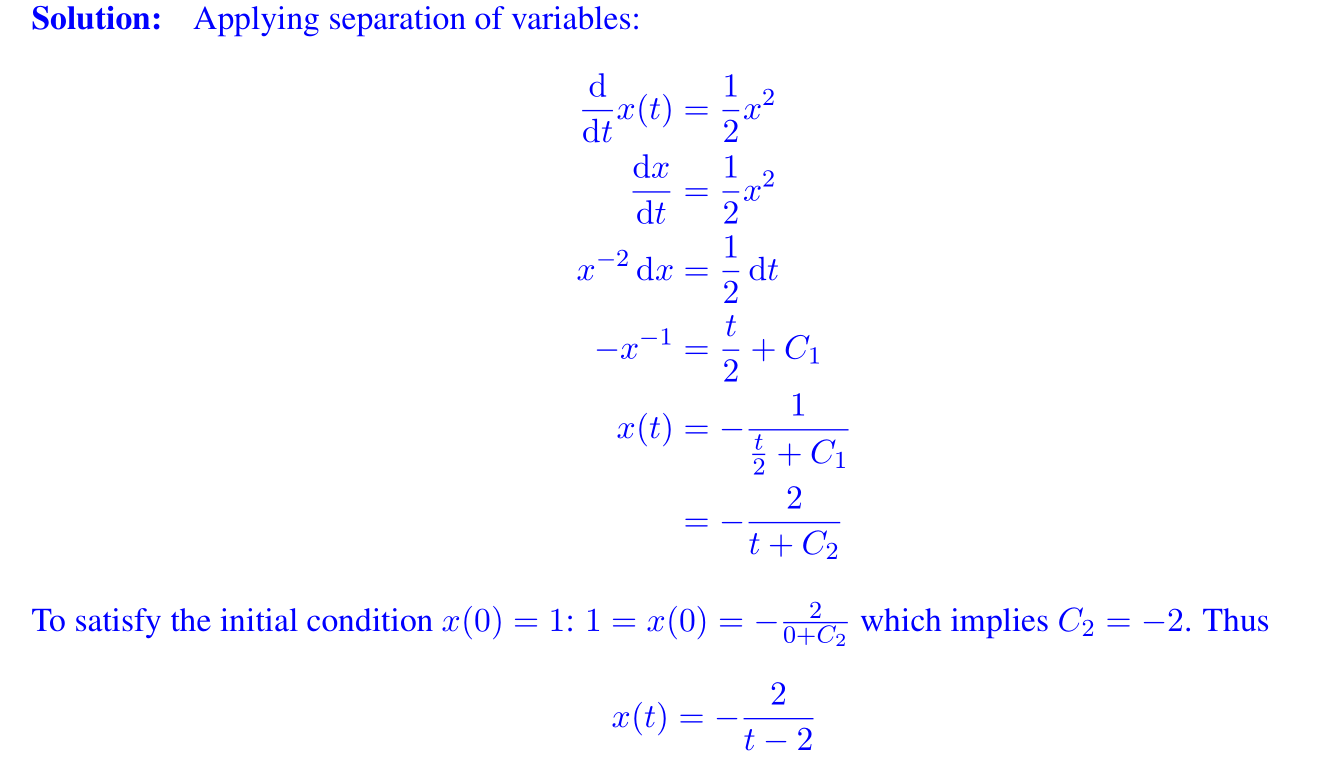 Solution: Applying separation of variables:
$\frac{\mathrm{d}}{\mathrm{d}t}x(t) = \frac{1}{2}x^2$
$\frac{\mathrm{d}x}{\mathrm{d}t} = \frac{1}{2}x^2$
$x^{-2}\,\mathrm{d}x = \frac{1}{2}\,\mathrm{d}t$
$-x^{-1} = \frac{t}{2} + C_1$
$x(t) = -\frac{1}{\frac{t}{2} + C_1}$
$= -\frac{2}{t + C_2}$
To satisfy the initial condition $x(0) = 1$: $1 = x(0) = -\frac{2}{0+C_2}$ which implies $C_2 = -2$. Thus
$x(t) = -\frac{2}{t - 2}$